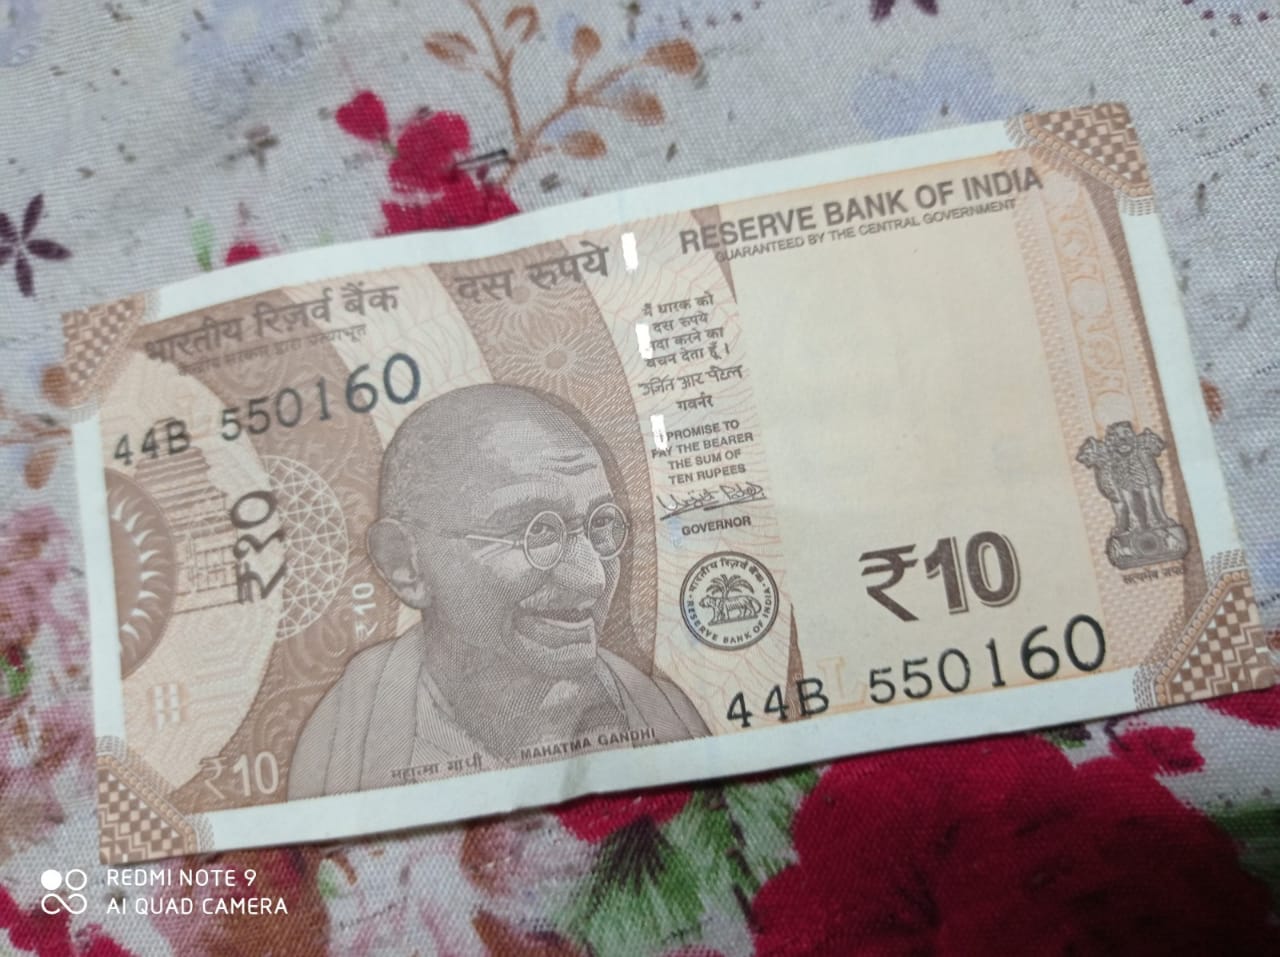 भारतीय रिज़र्व बैंक
दस रुपये
44B 550160
₹१०
₹10
₹10
महात्मा गांधी
MAHATMA GANDHI
मैं धारक को
दस रुपये
अदा करने का
वचन देता हूँ।
उर्जित आर पटेल
गवर्नर
I PROMISE TO
PAY THE BEARER
THE SUM OF
TEN RUPEES
GOVERNOR
भारतीय रिज़र्व बैंक
RESERVE BANK OF INDIA
RESERVE BANK OF INDIA
GUARANTEED BY THE CENTRAL GOVERNMENT
₹10
सत्यमेव जयते
44B 550160
REDMI NOTE 9
AI QUAD CAMERA